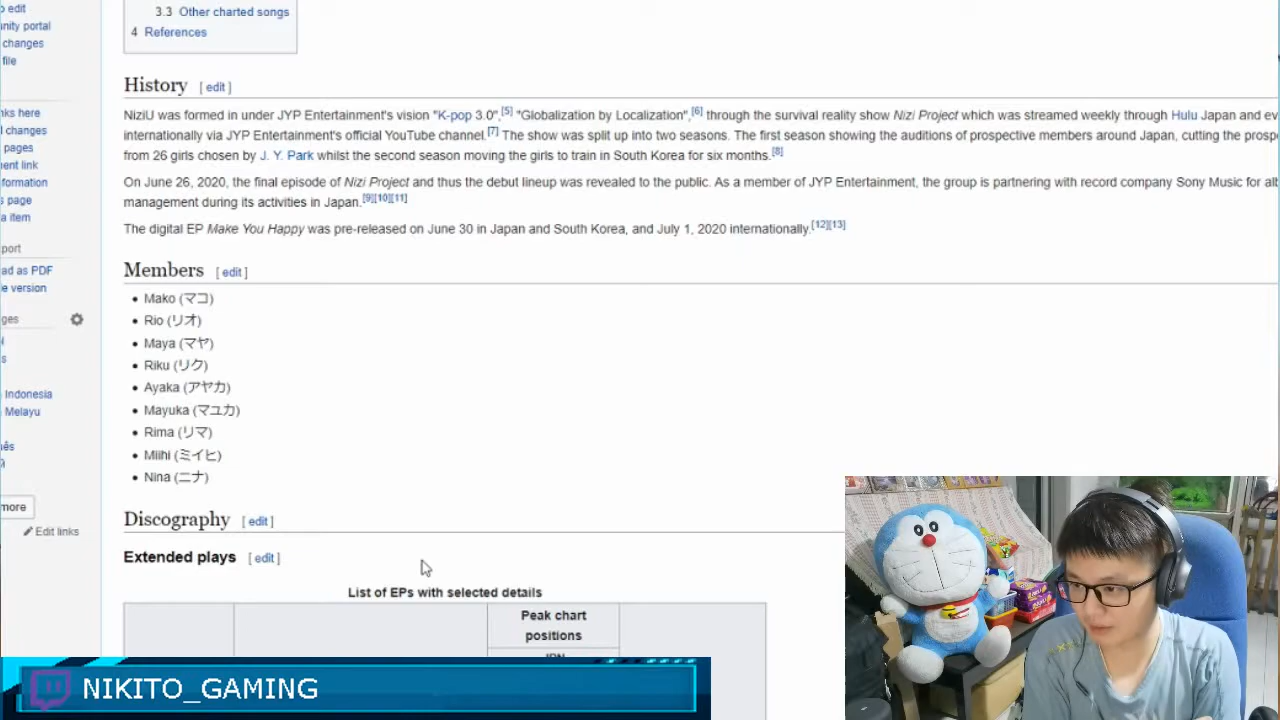 o edit
nity portal
changes
file
nks here
d changes
pages
ent link
formation
s page
a item
port
ad as PDF
le version
ges
s
Indonesia
Melayu
uês
more
Edit links
3.3 Other charted songs
4 References
History [ edit ]
NiziU was formed in under JYP Entertainment's vision "K-pop 3.0",[5] "Globalization by Localization",[6] through the survival reality show Nizi Project which was streamed weekly through Hulu Japan and ev
internationally via JYP Entertainment's official YouTube channel.[7] The show was split up into two seasons. The first season showing the auditions of prospective members around Japan, cutting the prosp
from 26 girls chosen by J. Y. Park whilst the second season moving the girls to train in South Korea for six months.[8]
On June 26, 2020, the final episode of Nizi Project and thus the debut lineup was revealed to the public. As a member of JYP Entertainment, the group is partnering with record company Sony Music for alb
management during its activities in Japan.[9][10][11]
The digital EP Make You Happy was pre-released on June 30 in Japan and South Korea, and July 1, 2020 internationally.[12][13]
Members [ edit ]
• Mako (マコ)
• Rio (リオ)
• Maya (マヤ)
• Riku (リク)
• Ayaka (アヤカ)
• Mayuka (マユカ)
• Rima (リマ)
• Miihi (ミイヒ)
• Nina (ニナ)
Discography [ edit ]
Extended plays [ edit ]
List of EPs with selected details
Peak chart
positions
NIKITO_GAMING